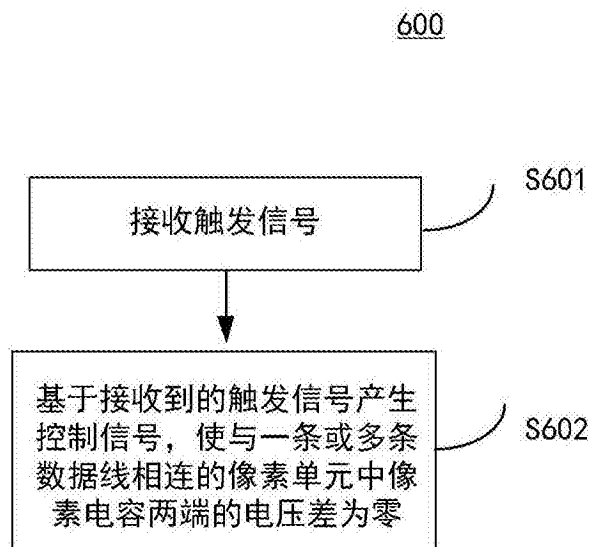 600
S601
接收触发信号
基于接收到的触发信号产生
控制信号，使与一条或多条
数据线相连的像素单元中像
素电容两端的电压差为零
S602